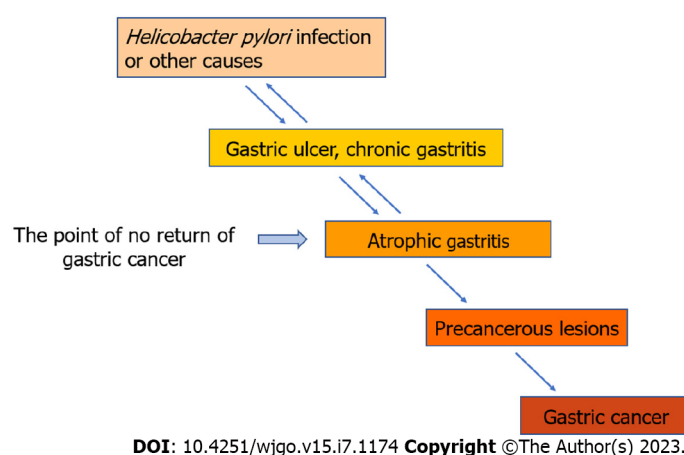 Helicobacter pylori infection
or other causes
Gastric ulcer, chronic gastritis
The point of no return of
gastric cancer
Atrophic gastritis
Precancerous lesions
Gastric cancer
DOI: 10.4251/wjgo.v15.i7.1174 Copyright ©The Author(s) 2023.